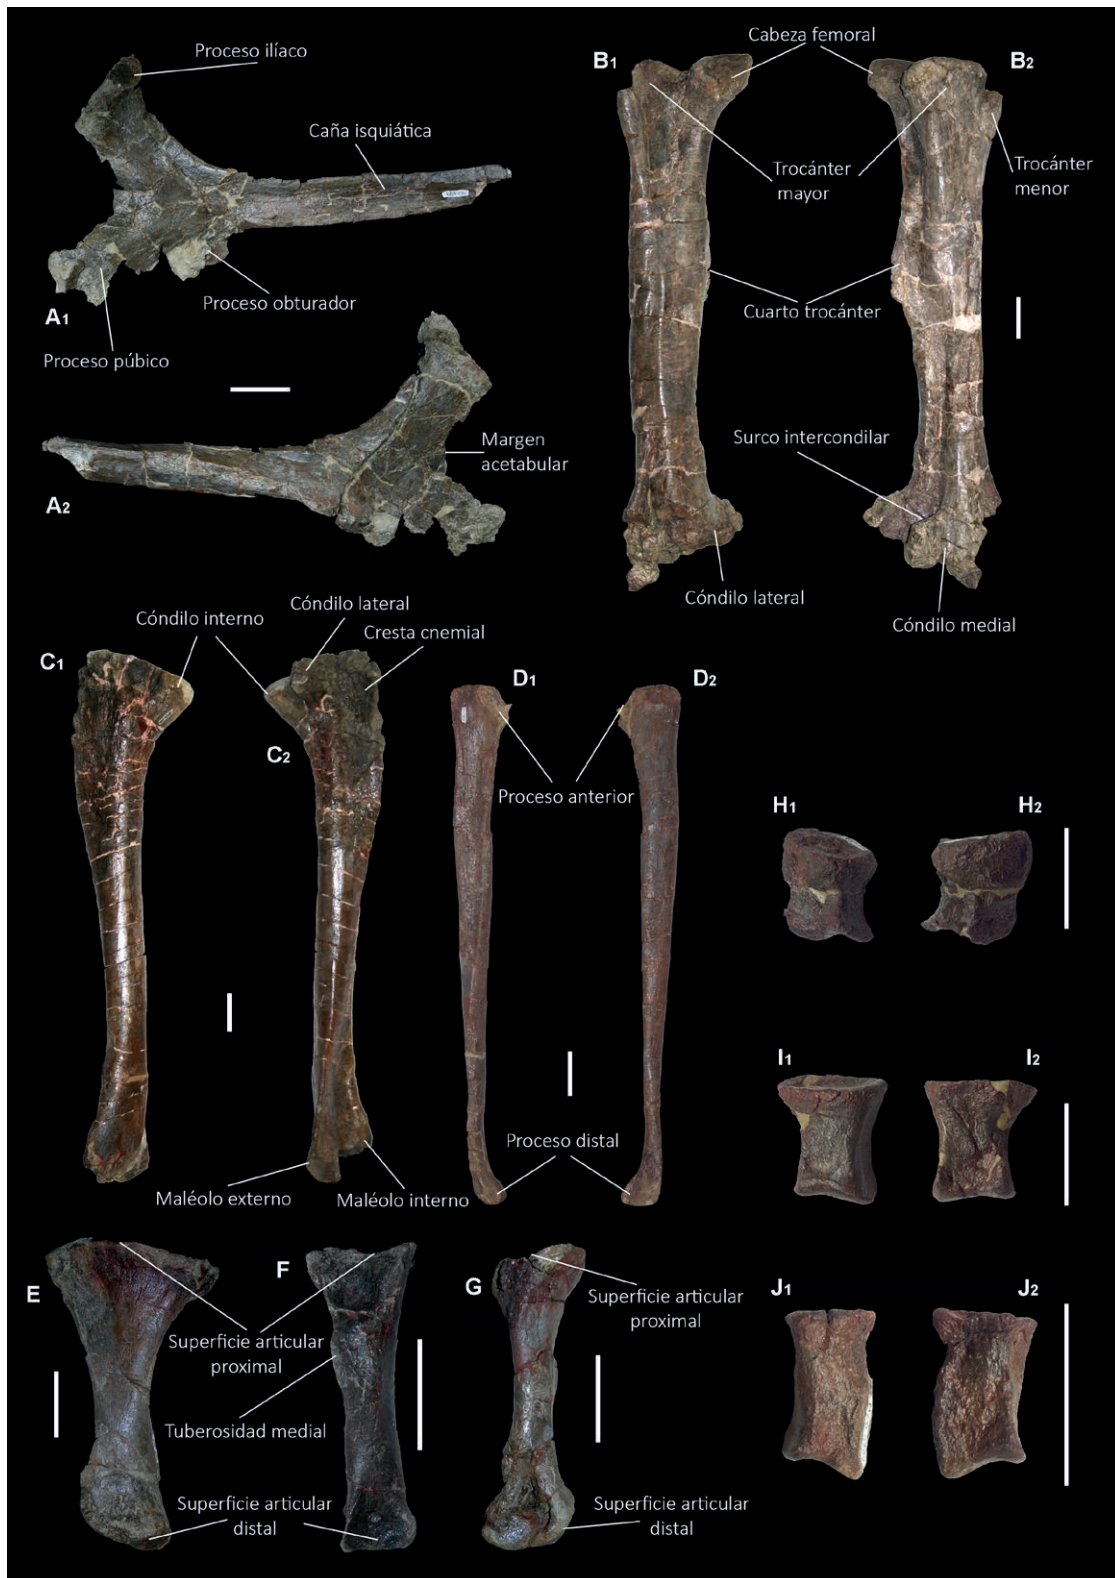 Proceso ilíaco
Caña isquiática
Proceso obturador
A1
Proceso púbico
Margen
acetabular
A2
B1
Cabeza femoral
B2
Trocánter
mayor
Trocánter
menor
Cuarto trocánter
Surco intercondilar
Cóndilo lateral
Cóndilo medial
C1
Cóndilo interno
Cóndilo lateral
Cresta cnemial
C2
Maléolo externo
Maléolo interno
D1
D2
Proceso anterior
Proceso distal
H1
H2
I1
I2
E
F
G
Superficie articular
proximal
Tuberosidad medial
Superficie articular
distal
Superficie articular
proximal
Superficie articular
distal
J1
J2